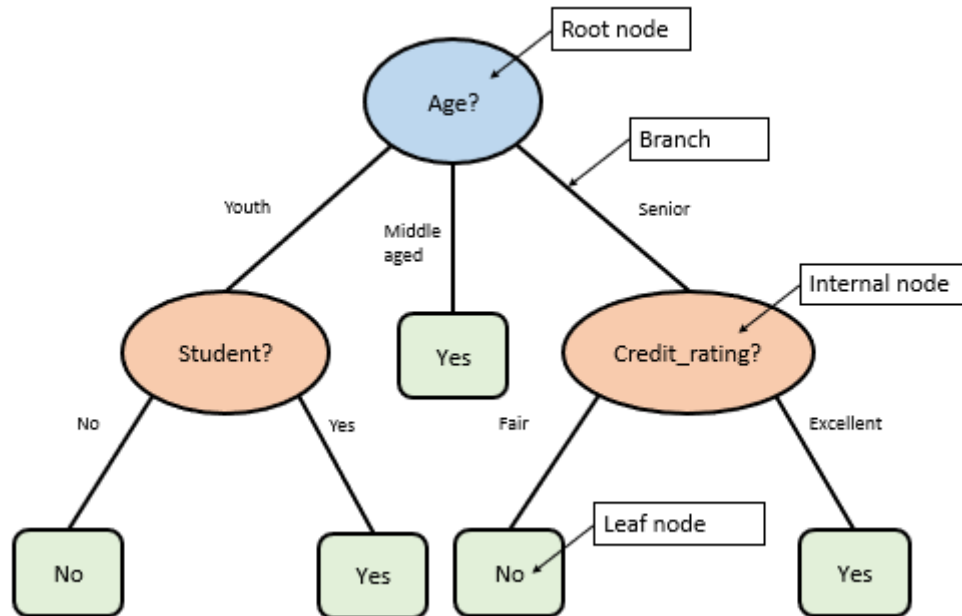 Root node
Age?
Branch
Youth
Middle
aged
Senior
Internal node
Student?
Yes
Credit_rating?
No
Yes
Fair
Excellent
Leaf node
No
Yes
No
Yes